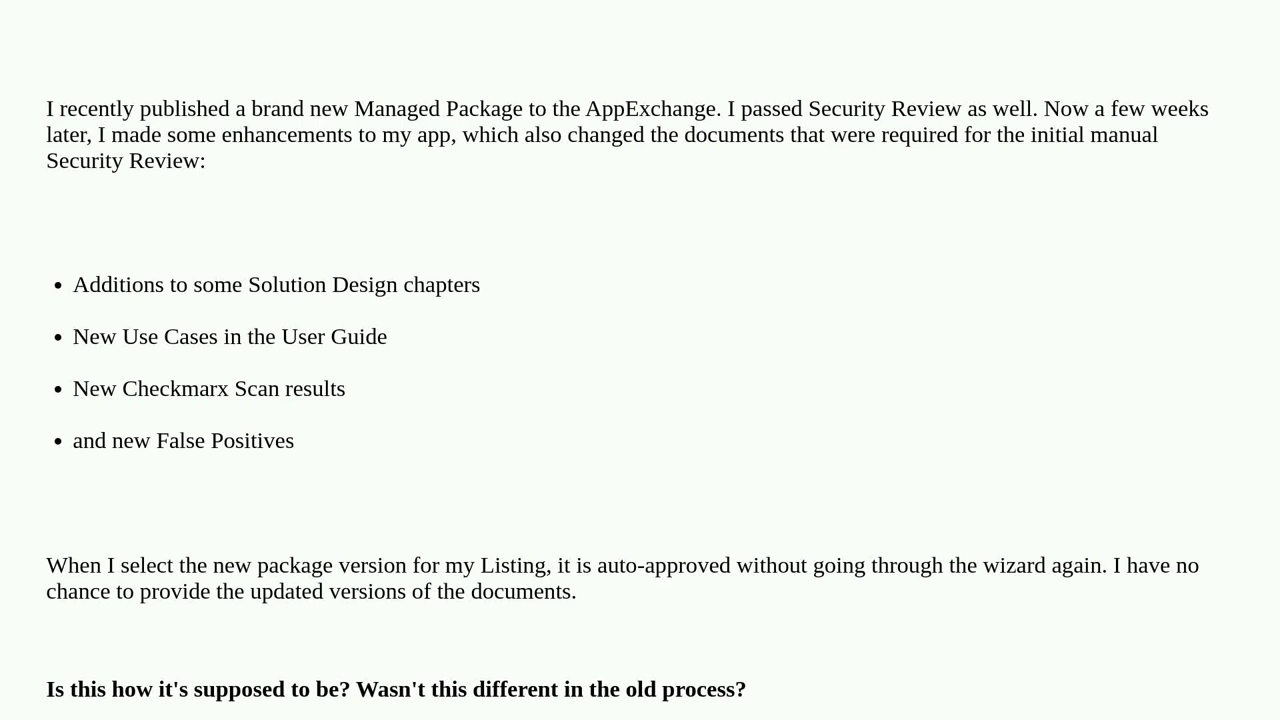 I recently published a brand new Managed Package to the AppExchange. I passed Security Review as well. Now a few weeks
later, I made some enhancements to my app, which also changed the documents that were required for the initial manual
Security Review:
• Additions to some Solution Design chapters
• New Use Cases in the User Guide
• New Checkmarx Scan results
• and new False Positives
When I select the new package version for my Listing, it is auto-approved without going through the wizard again. I have no
chance to provide the updated versions of the documents.
Is this how it's supposed to be? Wasn't this different in the old process?